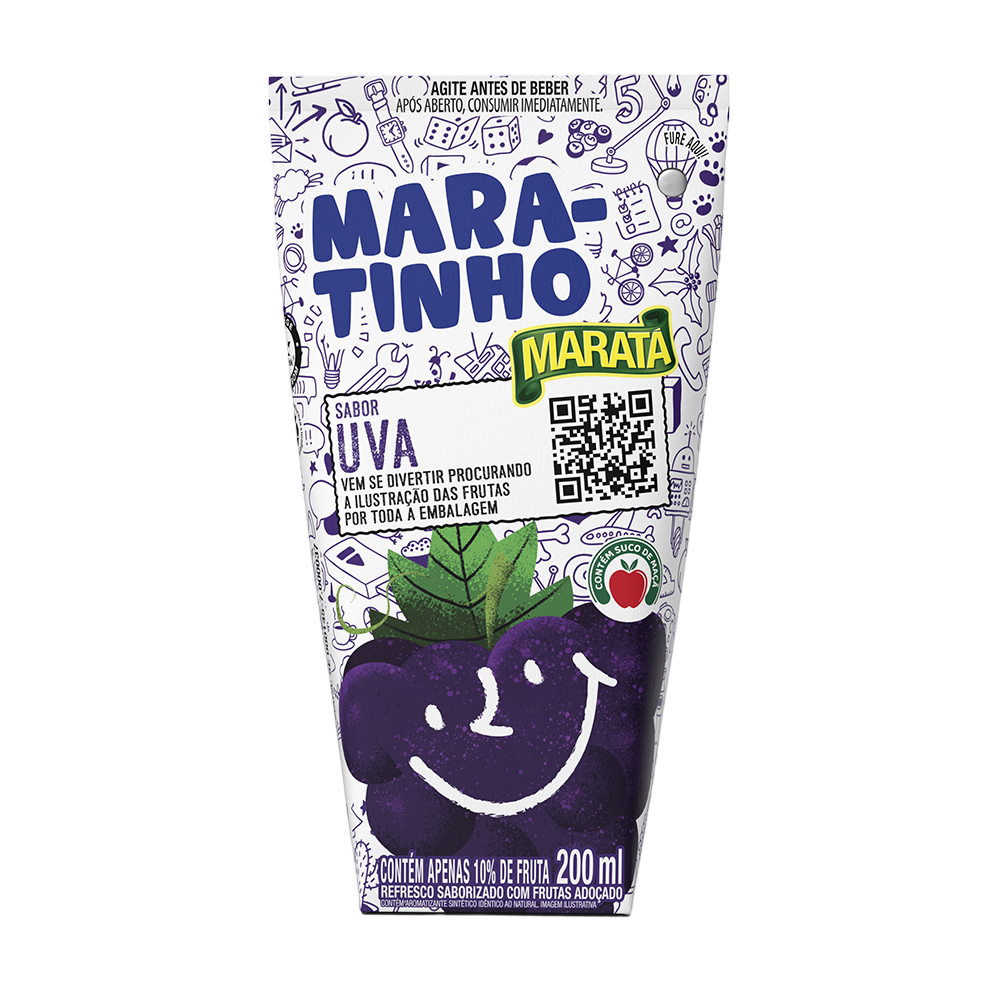 AGITE ANTES DE BEBER
APÓS ABERTO, CONSUMIR IMEDIATAMENTE.
FURE AQUI!
MARA-
TINHO
MARATÁ
SABOR
UVA
VEM SE DIVERTIR PROCURANDO
A ILUSTRAÇÃO DAS FRUTAS
POR TODA A EMBALAGEM
CONTÉM SUCO DE MAÇÃ
CONTÉM APENAS 10% DE FRUTA 200 ml
REFRESCO SABORIZADO COM FRUTAS ADOÇADO
CONTÉM AROMATIZANTE SINTÉTICO IDÊNTICO AO NATURAL. IMAGEM ILUSTRATIVA